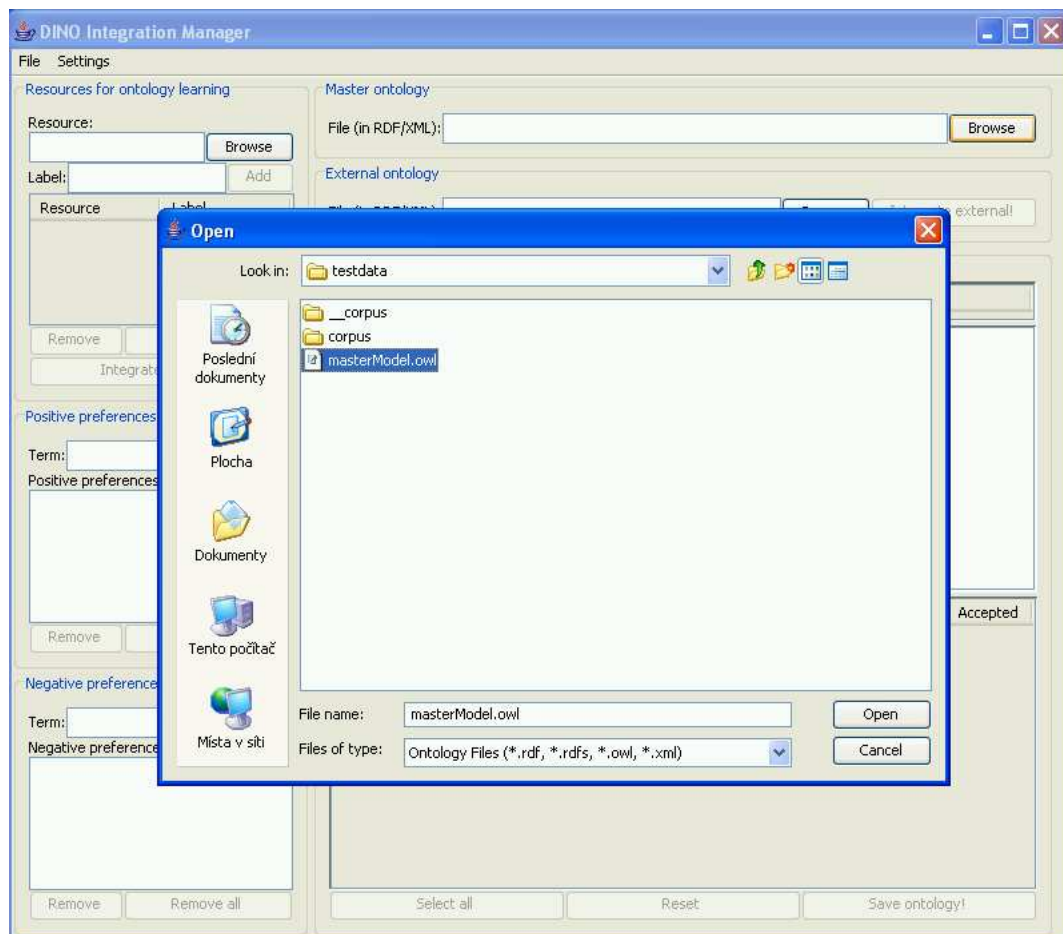 DINO Integration Manager
File Settings
Resources for ontology learning
Resource:
Browse
Label:
Add
Resource Label
Remove
Integrate
Positive preferences
Term:
Positive preferences
Remove
Negative preference
Term:
Negative preference
Remove Remove all
Master ontology
File (in RDF/XML):
Browse
External ontology
external!
Accepted
Select all Reset Save ontology!
Open
Look in: testdata
Poslední
dokumenty
Plocha
Dokumenty
Tento počítač
Místa v síti
__corpus
corpus
masterModel.owl
File name: masterModel.owl Open
Files of type: Ontology Files (*.rdf, *.rdfs, *.owl, *.xml) Cancel